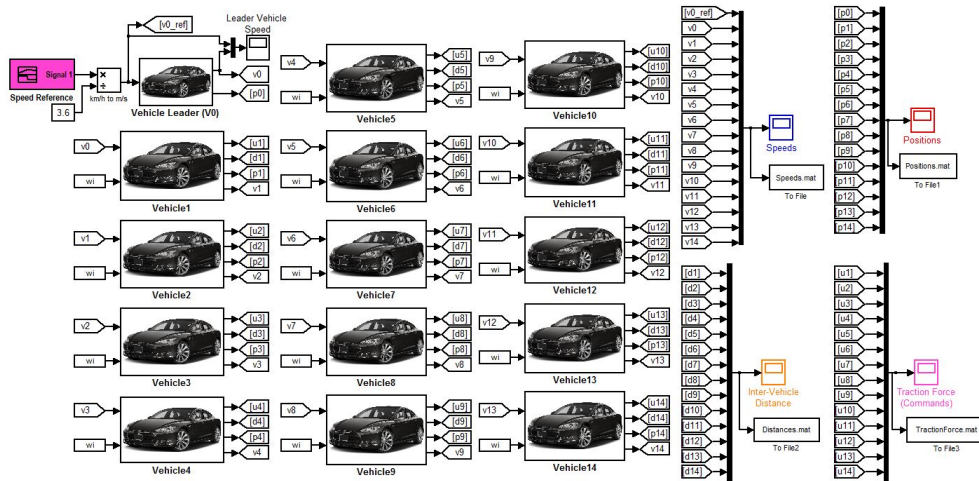 [v0_ref]
Leader Vehicle
Speed
Signal 1
Speed Reference
×
÷
km/h to m/s
3.6
v0
[p0]
Vehicle Leader (V0)
v0
wi
[u1]
[d1]
[p1]
v1
Vehicle1
v1
wi
[u2]
[d2]
[p2]
v2
Vehicle2
v2
wi
[u3]
[d3]
[p3]
v3
Vehicle3
v3
wi
[u4]
[d4]
[p4]
v4
Vehicle4
v4
wi
[u5]
[d5]
[p5]
v5
Vehicle5
v5
wi
[u6]
[d6]
[p6]
v6
Vehicle6
v6
wi
[u7]
[d7]
[p7]
v7
Vehicle7
v7
wi
[u8]
[d8]
[p8]
v8
Vehicle8
v8
wi
[u9]
[d9]
[p9]
v9
Vehicle9
v9
wi
[u10]
[d10]
[p10]
v10
Vehicle10
v10
wi
[u11]
[d11]
[p11]
v11
Vehicle11
v11
wi
[u12]
[d12]
[p12]
v12
Vehicle12
v12
wi
[u13]
[d13]
[p13]
v13
Vehicle13
v13
wi
[u14]
[d14]
[p14]
v14
Vehicle14
[v0_ref]
v0
v1
v2
v3
v4
v5
v6
v7
v8
v9
v10
v11
v12
v13
v14
Speeds
Speeds.mat
To File
[p0]
[p1]
[p2]
[p3]
[p4]
[p5]
[p6]
[p7]
[p8]
[p9]
[p10]
[p11]
[p12]
[p13]
[p14]
Positions
Positions.mat
To File1
[d1]
[d2]
[d3]
[d4]
[d5]
[d6]
[d7]
[d8]
[d9]
[d10]
[d11]
[d12]
[d13]
[d14]
Inter-Vehicle
Distance
Distances.mat
To File2
[u1]
[u2]
[u3]
[u4]
[u5]
[u6]
[u7]
[u8]
[u9]
[u10]
[u11]
[u12]
[u13]
[u14]
Traction Force
(Commands)
TractionForce.mat
To File3